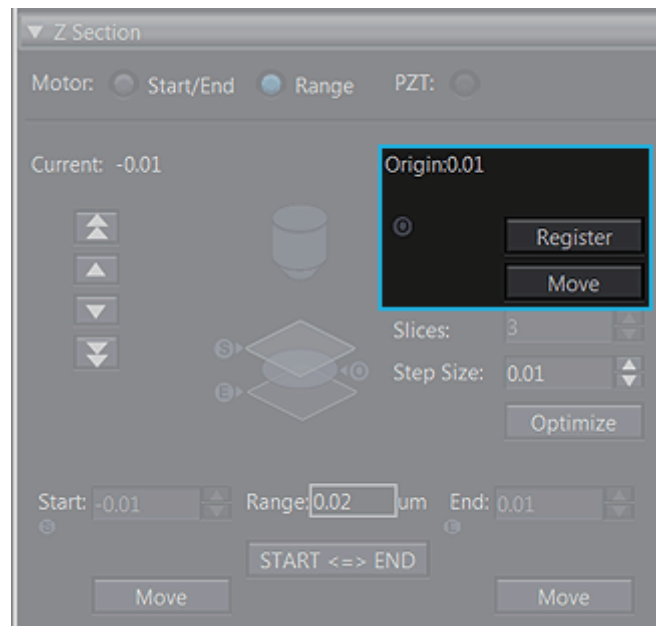 ▼ Z Section
Motor: Start/End Range PZT:
Current: -0.01 Origin:0.01
O
Register
Move
Slices: 3
S
O
Step Size: 0.01
E
Optimize
Start: -0.01 Range: 0.02 um End: 0.01
S E
START <=> END
Move Move